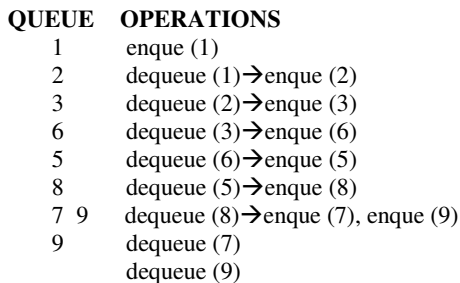 QUEUE OPERATIONS
1 enque (1)
2 dequeue (1)→enque (2)
3 dequeue (2)→enque (3)
6 dequeue (3)→enque (6)
5 dequeue (6)→enque (5)
8 dequeue (5)→enque (8)
7 9 dequeue (8)→enque (7), enque (9)
9 dequeue (7)
dequeue (9)